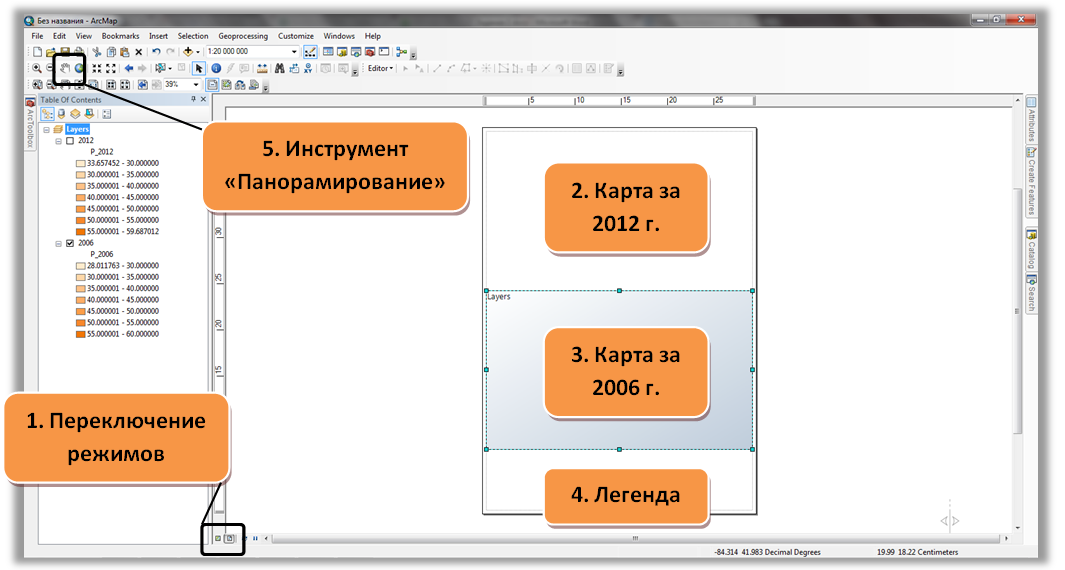 Без названия - ArcMap
File Edit View Bookmarks Insert Selection Geoprocessing Customize Windows Help
1:20 000 000
Editor
39%
Table Of Contents
ArcToolbox
Layers
2012
P_2012
33.657452 - 30.000000
30.000001 - 35.000000
35.000001 - 40.000000
40.000001 - 45.000000
45.000001 - 50.000000
50.000001 - 55.000000
55.000001 - 59.687012
2006
P_2006
28.011763 - 30.000000
30.000001 - 35.000000
35.000001 - 40.000000
40.000001 - 45.000000
45.000001 - 50.000000
50.000001 - 55.000000
55.000001 - 60.000000
5. Инструмент
«Панорамирование»
1. Переключение
режимов
5 10 15 20 25
30
25
20
15
2. Карта за
2012 г.
Layers
3. Карта за
2006 г.
4. Легенда
Attributes
Create Features
Catalog
Search
-84.314 41.983 Decimal Degrees
19.99 18.22 Centimeters